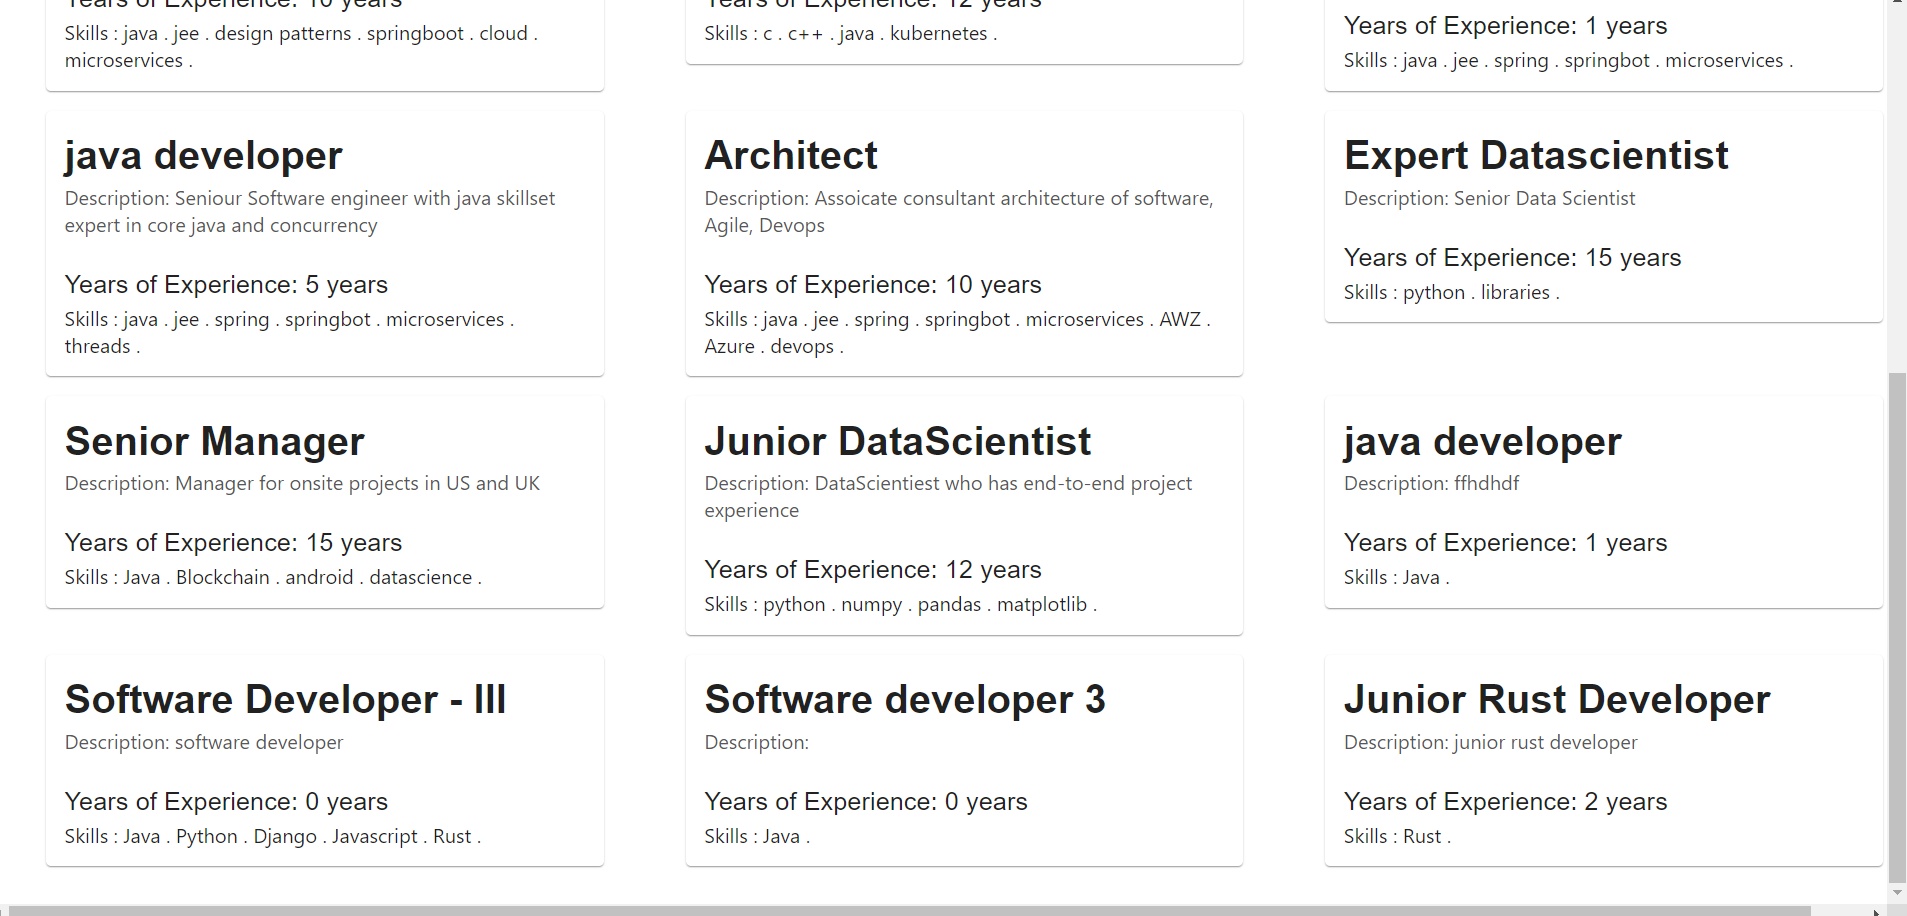 Years of Experience: 10 years
Skills : java . jee . design patterns . springboot . cloud .
microservices .
Years of Experience: 12 years
Skills : c . c++ . java . kubernetes .
Years of Experience: 1 years
Skills : java . jee . spring . springbot . microservices .
java developer
Description: Seniour Software engineer with java skillset
expert in core java and concurrency
Years of Experience: 5 years
Skills : java . jee . spring . springbot . microservices .
threads .
Architect
Description: Assoicate consultant architecture of software,
Agile, Devops
Years of Experience: 10 years
Skills : java . jee . spring . springbot . microservices . AWZ .
Azure . devops .
Expert Datascientist
Description: Senior Data Scientist
Years of Experience: 15 years
Skills : python . libraries .
Senior Manager
Description: Manager for onsite projects in US and UK
Years of Experience: 15 years
Skills : Java . Blockchain . android . datascience .
Junior DataScientist
Description: DataScientiest who has end-to-end project
experience
Years of Experience: 12 years
Skills : python . numpy . pandas . matplotlib .
java developer
Description: ffhdhdf
Years of Experience: 1 years
Skills : Java .
Software Developer - III
Description: software developer
Years of Experience: 0 years
Skills : Java . Python . Django . Javascript . Rust .
Software developer 3
Description:
Years of Experience: 0 years
Skills : Java .
Junior Rust Developer
Description: junior rust developer
Years of Experience: 2 years
Skills : Rust .